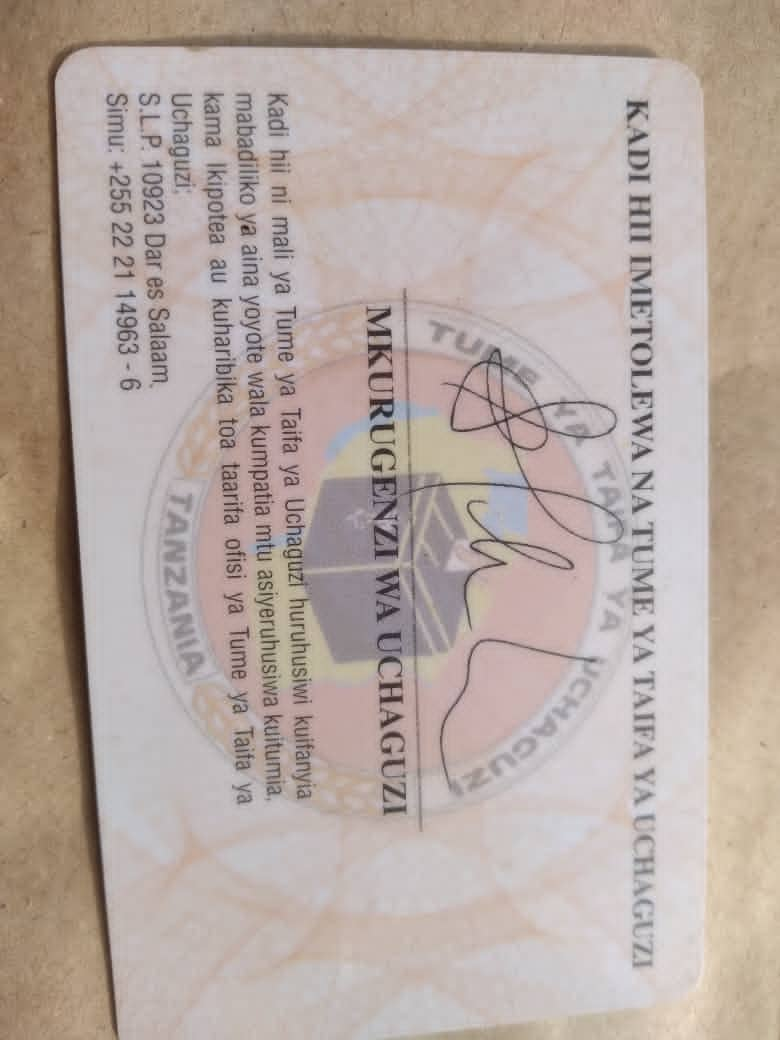 KADI HII IMETOLEWA NA TUME YA TAIFA YA UCHAGUZI
TUME YA TAIFA YA UCHAGUZI
MKURUGENZI WA UCHAGUZI
TANZANIA
Kadi hii ni mali ya Tume ya Taifa ya Uchaguzi huruhusiwi kuifanyia
mabadiliko ya aina yoyote wala kumpatia mtu asiyeruhusiwa kuitumia,
kama Ikipotea au kuharibika toa taarifa ofisi ya Tume ya Taifa ya
Uchaguzi;
S.L.P. 10923 Dar es Salaam,
Simu: +255 22 21 14963 - 6